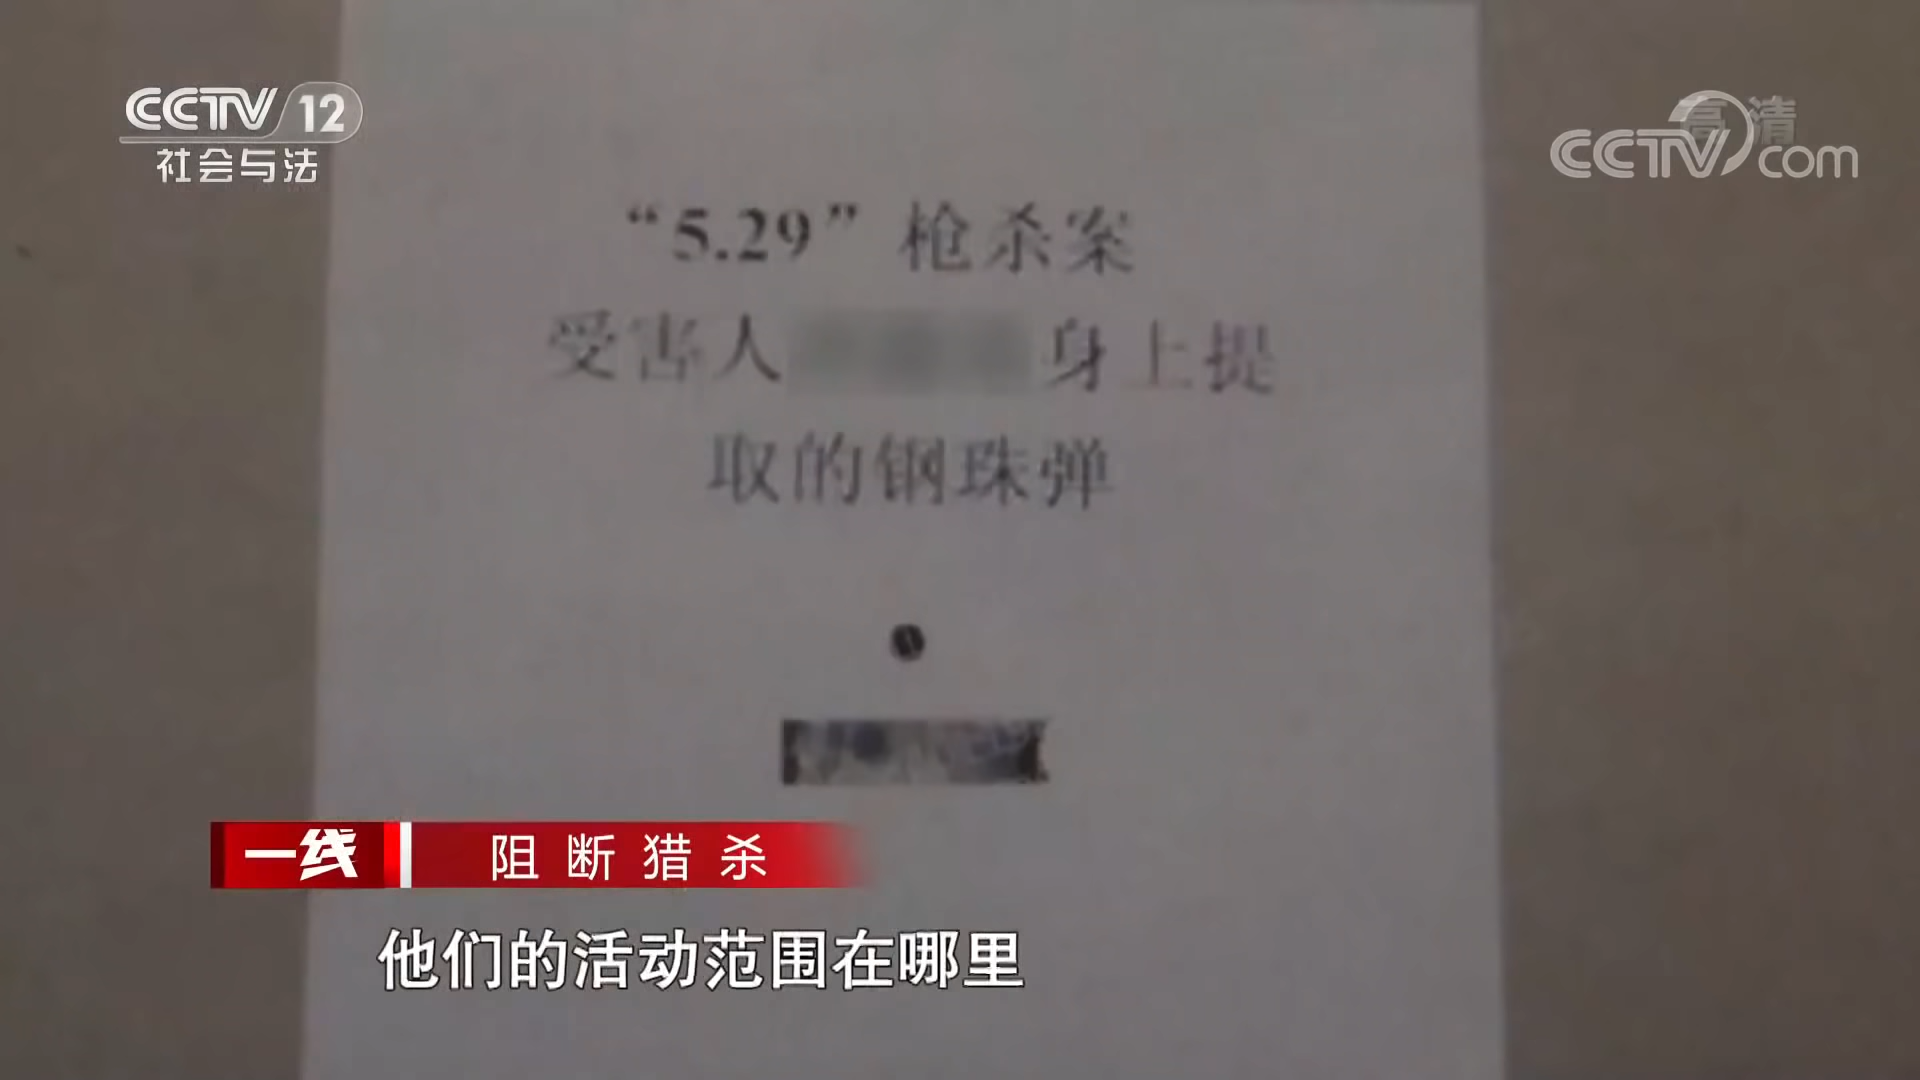 CCTV 12
社会与法
高清
CCTV.com
“5.29”枪杀案
受害人 身上提
取的钢珠弹
一线 阻断猎杀
他们的活动范围在哪里